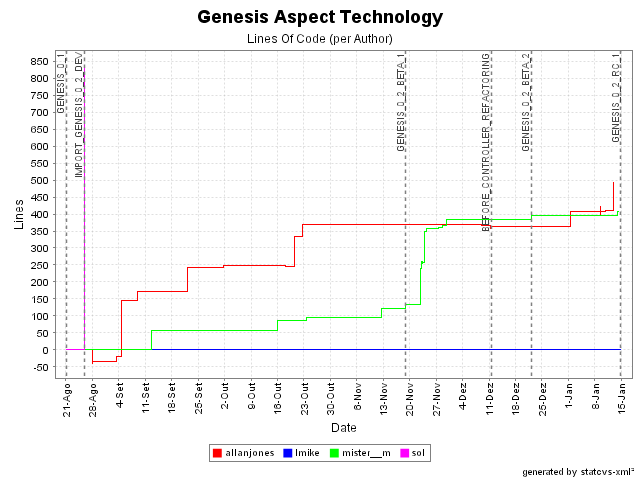 Genesis Aspect Technology
Lines Of Code (per Author)
Lines
850
800
750
700
650
600
550
500
450
400
350
300
250
200
150
100
50
0
-50
GENESIS_0_1
IMPORT_GENESIS_0_2_DEV
GENESIS_0_2_BETA_1
BEFORE_CONTROLLER_REFACTORING
GENESIS_0_2_BETA_2
GENESIS_0_2_RC_1
21-Ago
28-Ago
4-Set
11-Set
18-Set
25-Set
2-Out
9-Out
16-Out
23-Out
30-Out
6-Nov
13-Nov
20-Nov
27-Nov
4-Dez
11-Dez
18-Dez
25-Dez
1-Jan
8-Jan
15-Jan
Date
allanjones lmike mister__m sol
generated by statcvs-xml²